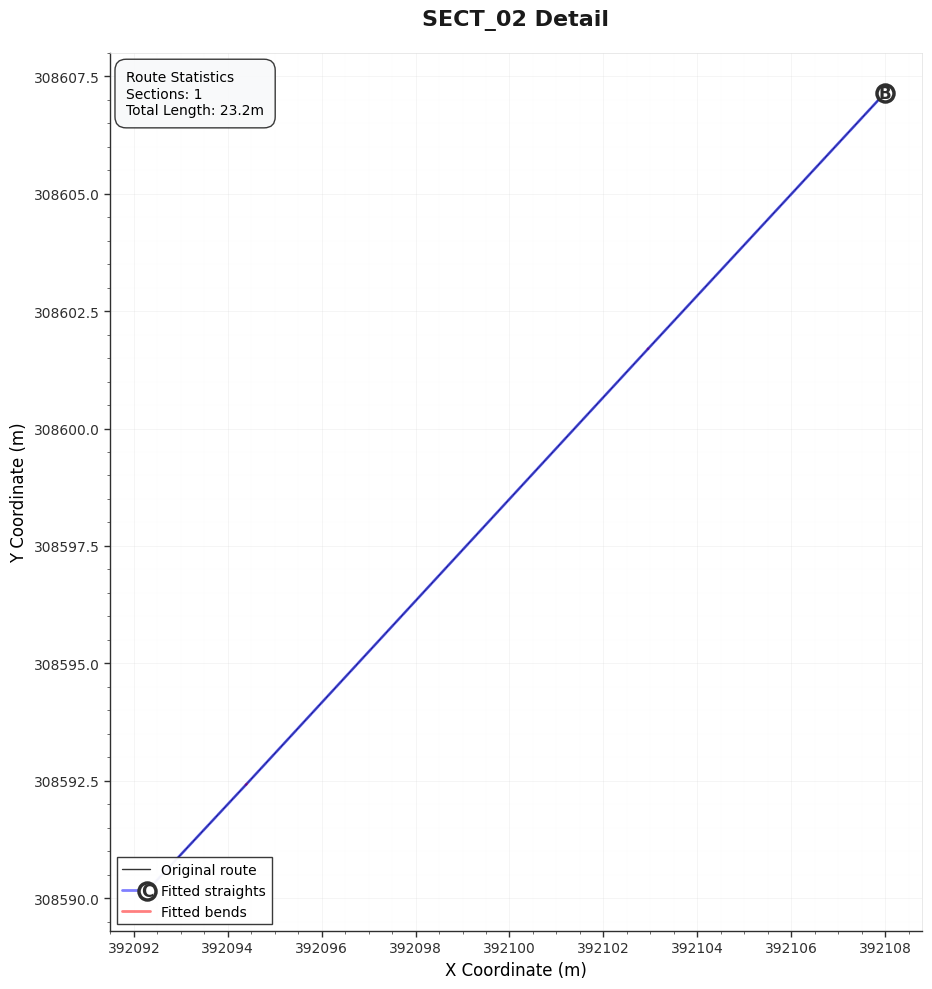 SECT_02 Detail
Route Statistics
Sections: 1
Total Length: 23.2m
B
308607.5
308605.0
308602.5
308600.0
308597.5
308595.0
308592.5
308590.0
Y Coordinate (m)
Original route
C
Fitted straights
Fitted bends
392092
392094
392096
392098
392100
392102
392104
392106
392108
X Coordinate (m)